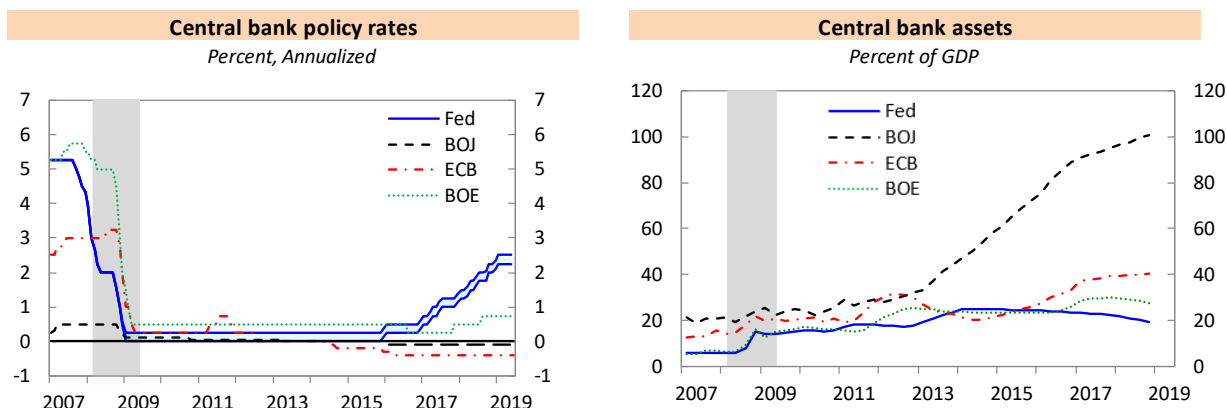 Central bank policy rates
Percent, Annualized
7
6
5
4
3
2
1
0
-1
Fed
BOJ
ECB
BOE
7
6
5
4
3
2
1
0
-1
2007 2009 2011 2013 2015 2017 2019
Central bank assets
Percent of GDP
120
100
80
60
40
20
0
Fed
BOJ
ECB
BOE
120
100
80
60
40
20
0
2007 2009 2011 2013 2015 2017 2019